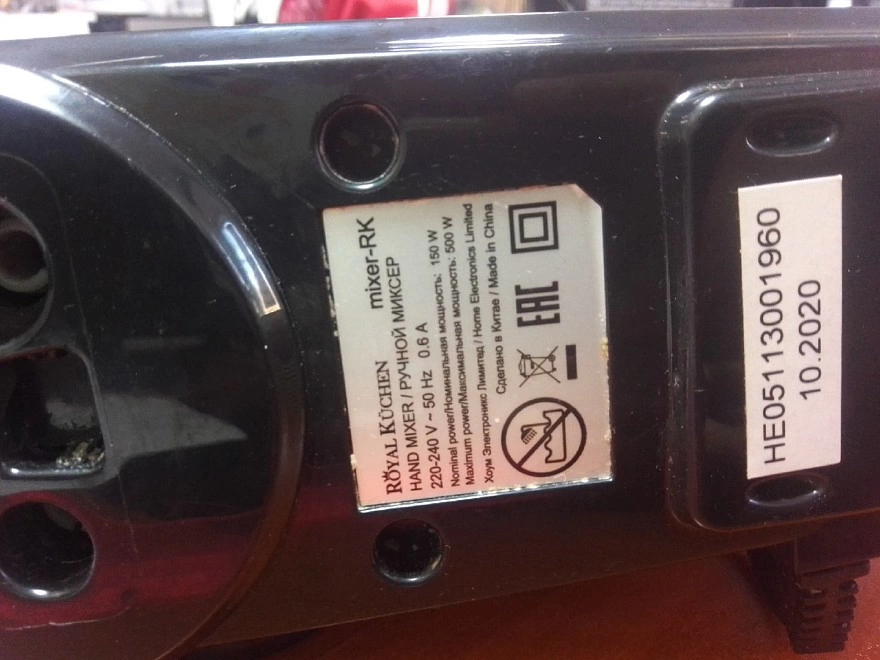 ROYAL KÜCHEN mixer-RK
HAND MIXER / РУЧНОЙ МИКСЕР
220-240 V ~ 50 Hz 0.6 A
Nominal power/Номинальная мощность: 150 W
Maximum power/Максимальная мощность: 500 W
Хоум Электроникс Лимитед / Home Electronics Limited
Сделано в Китае / Made in China
EAC
HE05113001960
10.2020